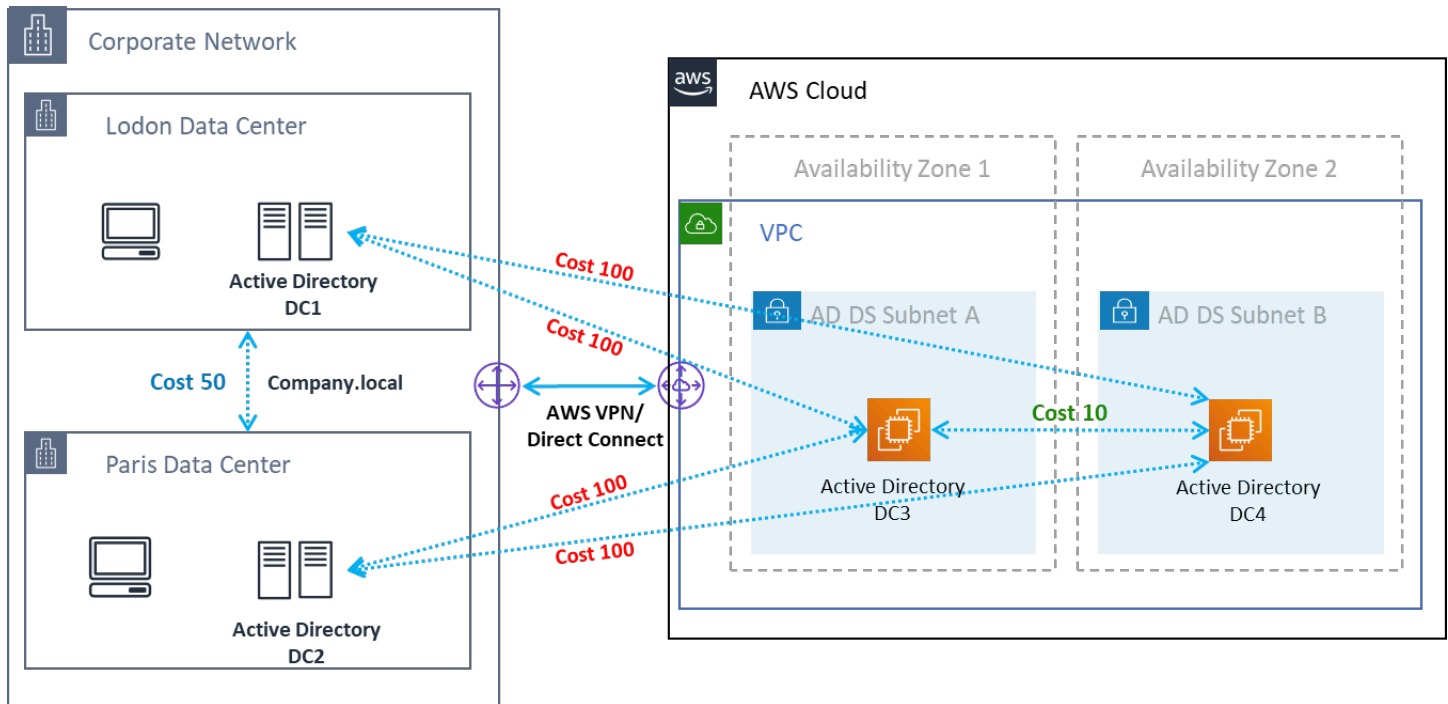 Corporate Network
Lodon Data Center
Active Directory
DC1
Cost 50
Company.local
Paris Data Center
Active Directory
DC2
AWS VPN/
Direct Connect
Cost 100
Cost 100
Cost 100
Cost 100
aws
AWS Cloud
Availability Zone 1
Availability Zone 2
VPC
AD DS Subnet A
AD DS Subnet B
Cost 10
Active Directory
DC3
Active Directory
DC4